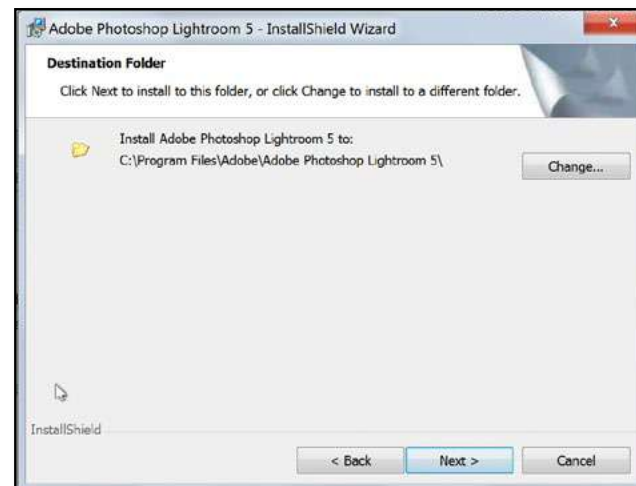 Adobe Photoshop Lightroom 5 - InstallShield Wizard
Destination Folder
Click Next to install to this folder, or click Change to install to a different folder.
Install Adobe Photoshop Lightroom 5 to:
C:\Program Files\Adobe\Adobe Photoshop Lightroom 5\
Change...
InstallShield
< Back
Next >
Cancel